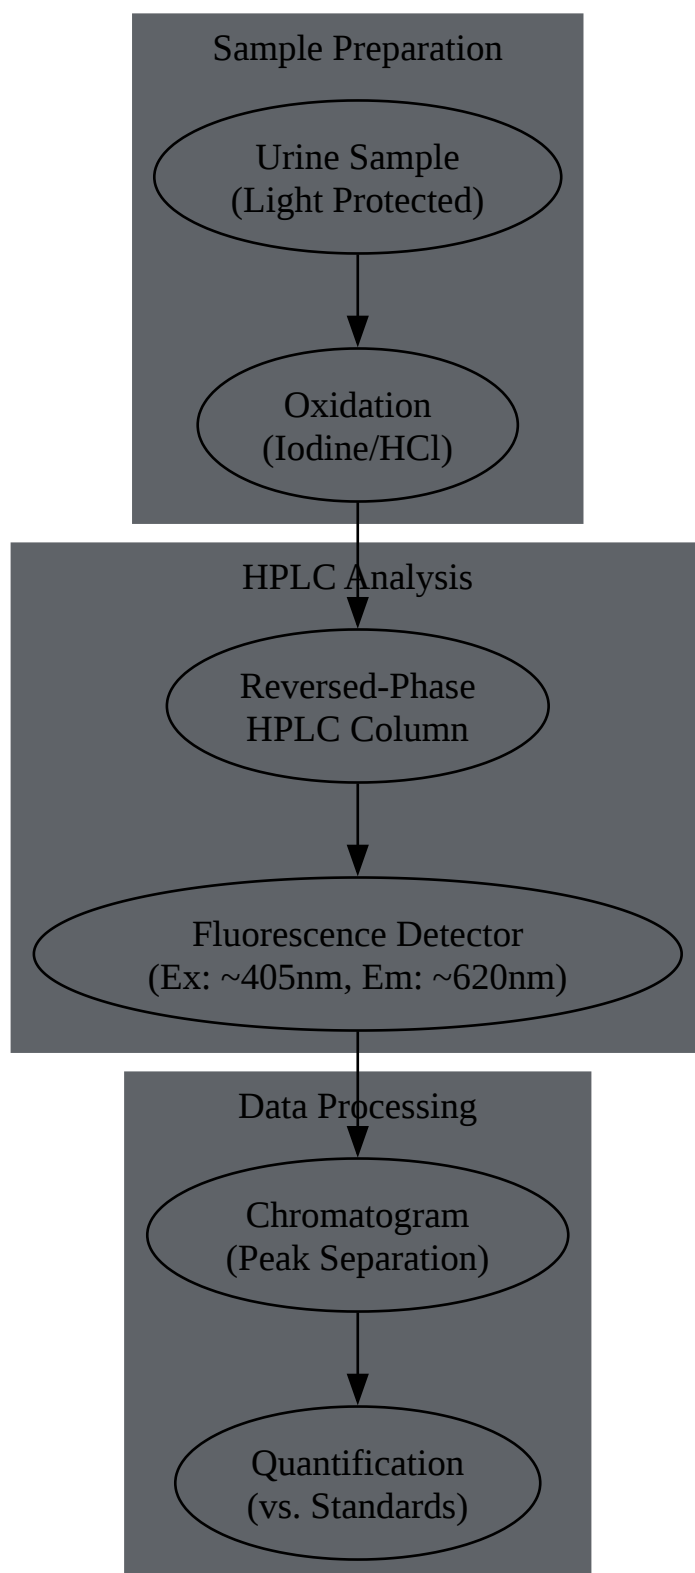 Sample Preparation
Urine Sample
(Light Protected)
Oxidation
(Iodine/HCl)
HPLC Analysis
Reversed-Phase
HPLC Column
Fluorescence Detector
(Ex: ~405nm, Em: ~620nm)
Data Processing
Chromatogram
(Peak Separation)
Quantification
(vs. Standards)